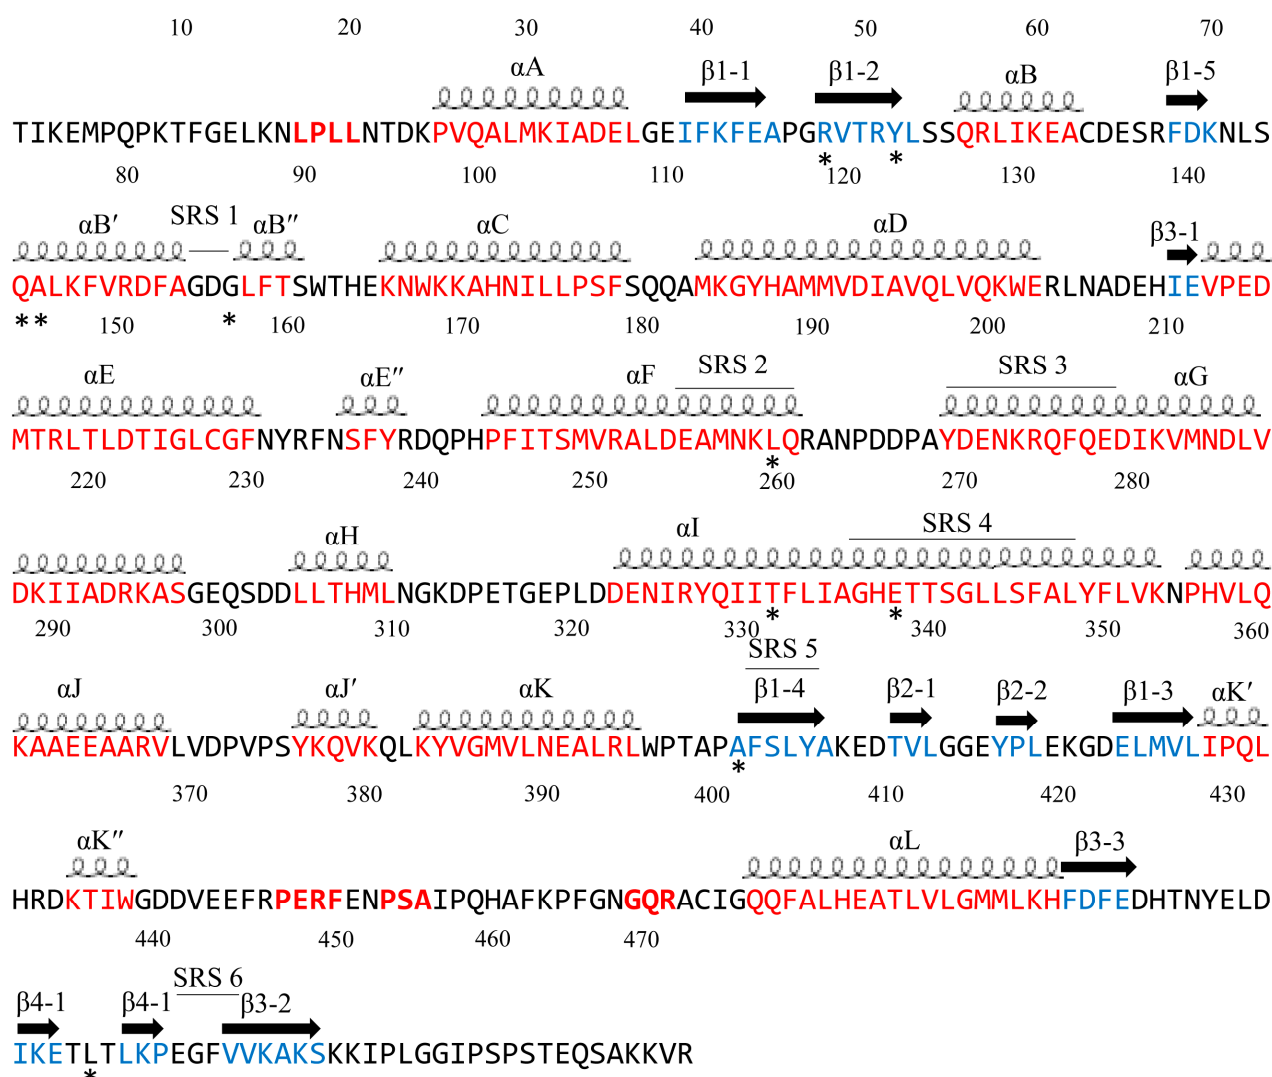 10 20 30 40 50 60 70
αA β1-1 β1-2 αB β1-5
TIKEMPQPKTFGELKNLPLLNTDKPVQALMKIADELGEIFKFEAPGRVTRYLSSQRLIKEACDESRFDKNLS
* *
80 90 100 110 120 130 140
αB′ SRS 1 αB″ αC αD β3-1
QALKFVRDFAGDGLFTSWTHEKNWKKAHNILLPSFSQQAMKGYHAMMVDIAVQLVQKWERLNADEHIEVPED
** *
150 160 170 180 190 200 210
αE αE″ αF SRS 2 SRS 3 αG
MTRLTLDTIGLCGFNYRFNSFYRDQPHPFITSMVRALDEAMNKLQRANPDDPAYDENKRQFQEDIKVMNDLV
*
220 230 240 250 260 270 280
αH αI SRS 4
DKIIADRKASGEQSDDLLTHMLNGKDPETGEPLDDENIRYQIITFLIAGHETTSGLLSFALYFLVKNPHVLQ
* *
290 300 310 320 330 340 350 360
αJ αJ′ αK SRS 5 β1-4 β2-1 β2-2 β1-3 αK′
KAAEEAARVLVDPVPSYKQVKQLKYVGMVLNEALRLWPTAPAFSLYAKEDTVLGGEYPLEKGDELMVLIPQL
*
370 380 390 400 410 420 430
αK″ αL β3-3
HRDKTIWGDDVEEFRPERFENPSAIPQHAFKPFGNGQRACIGQQFALHEATLVLGMMLKHFDFEDHTNYELD
440 450 460 470
β4-1 β4-1 SRS 6 β3-2
IKETLTLKPEGFVVKAKSKKIPLGGIPSPSTEQSAKKVR
*